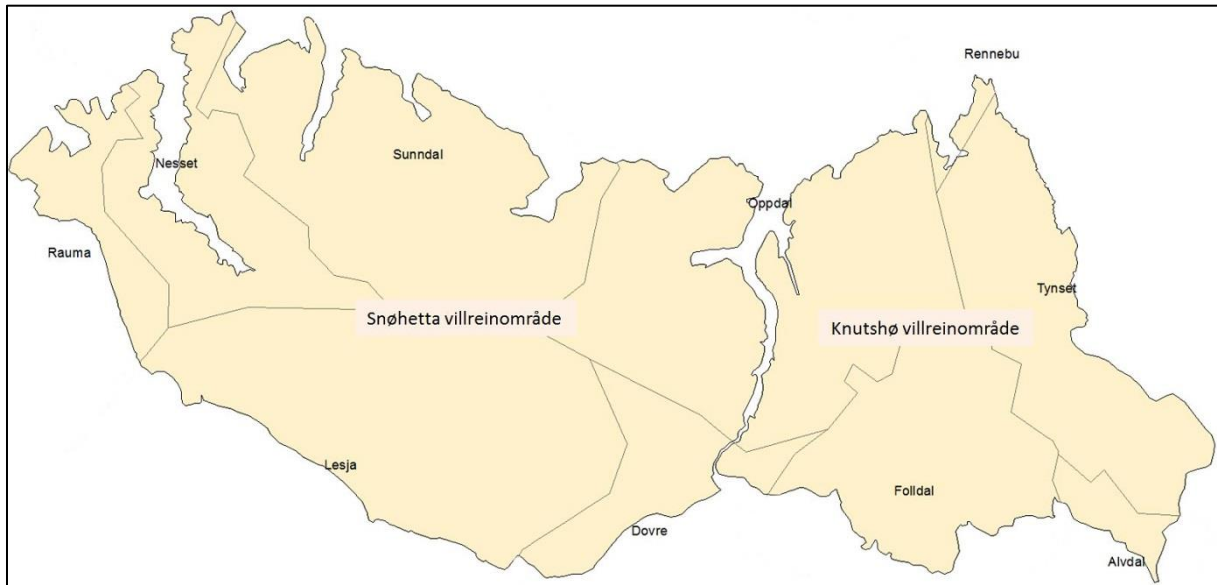 Rennebu
Nesset
Sunndal
Oppdal
Rauma
Tynset
Snøhetta villreinområde
Knutshø villreinområde
Lesja
Folldal
Dovre
Alvdal